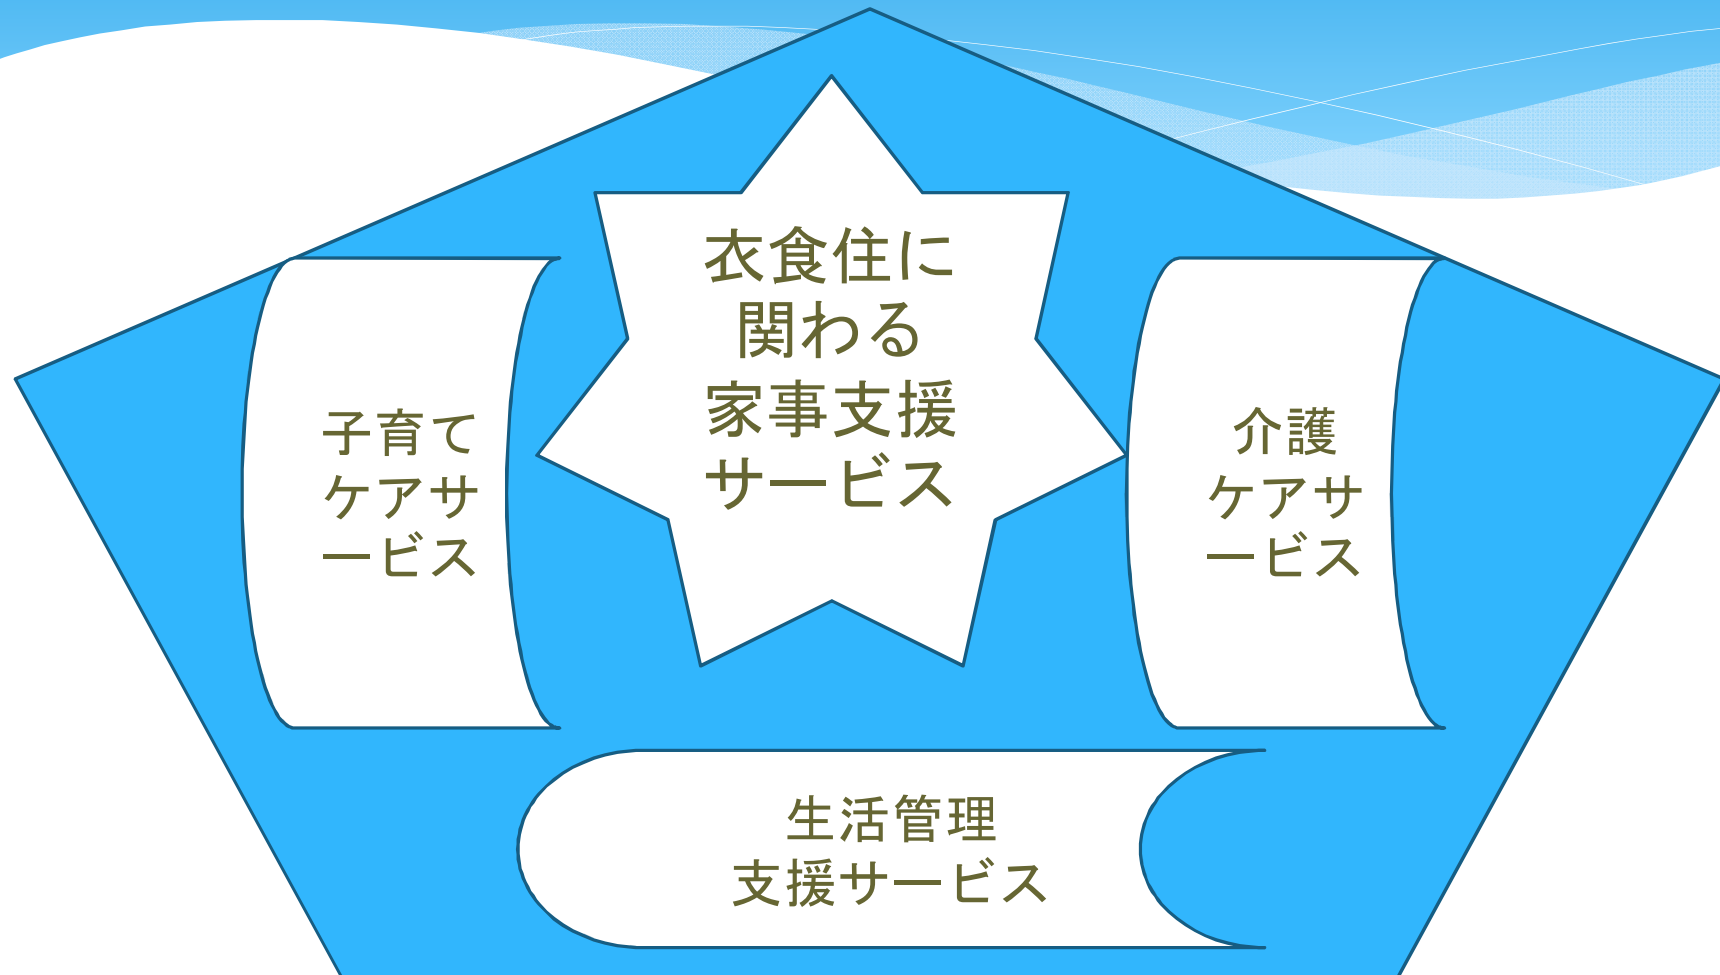 衣食住に
関わる
家事支援
サービス
子育て
ケアサ
ービス
介護
ケアサ
ービス
生活管理
支援サービス